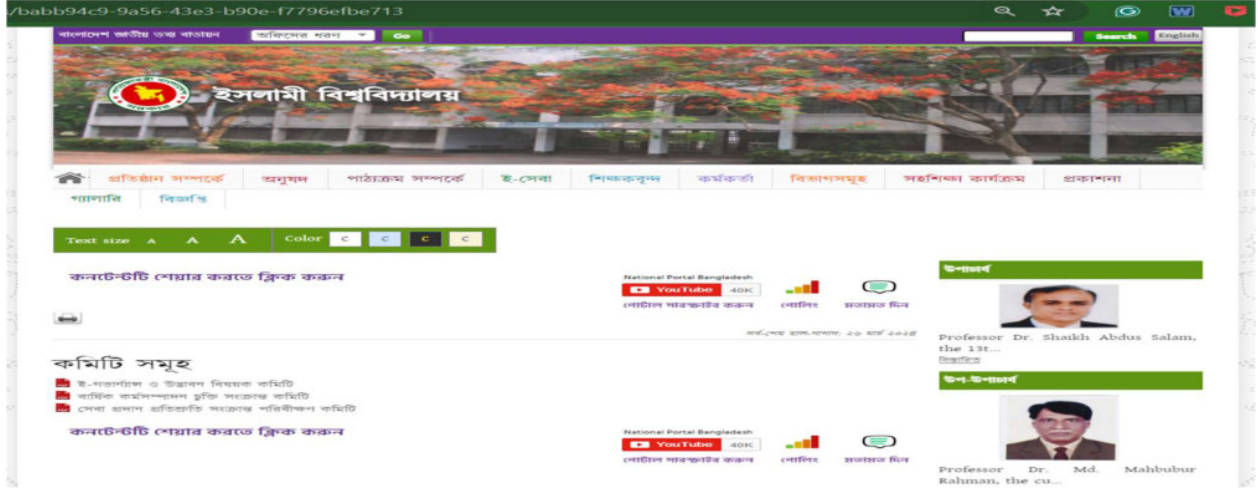 /babb94c9-9a56-43e3-b90e-f7796efbe713
বাংলাদেশ জাতীয় তথ্য বাতায়ন অফিসের ধরণ Go Search English
ইসলামী বিশ্ববিদ্যালয়
প্রতিষ্ঠান সম্পর্কে অনুষদ পাঠ্যক্রম সম্পর্কে ই-সেবা শিক্ষকবৃন্দ কর্মকর্তা বিভাগসমূহ সহশিক্ষা কার্যক্রম প্রকাশনা
গ্যালারি বিজ্ঞপ্তি
Text size A A A Color C C C C
কনটেন্টটি শেয়ার করতে ক্লিক করুন
National Portal Bangladesh
YouTube 40K
পোর্টাল সাবস্ক্রাইব করুন পোলিং মতামত দিন
সর্ব-শেষ হাল-নাগাদ: ২৬ মার্চ ২০২৪
কমিটি সমূহ
ই-গভর্ন্যান্স ও উদ্ভাবন বিষয়ক কমিটি
বার্ষিক কর্মসম্পাদন চুক্তি সংক্রান্ত কমিটি
সেবা প্রদান প্রতিশ্রুতি সংক্রান্ত পরিবীক্ষণ কমিটি
কনটেন্টটি শেয়ার করতে ক্লিক করুন
National Portal Bangladesh
YouTube 40K
পোর্টাল সাবস্ক্রাইব করুন পোলিং মতামত দিন
উপাচার্য
Professor Dr. Shaikh Abdus Salam,
the 13t...
বিস্তারিত
উপ-উপাচার্য
Professor Dr. Md. Mahbubur
Rahman, the cu...